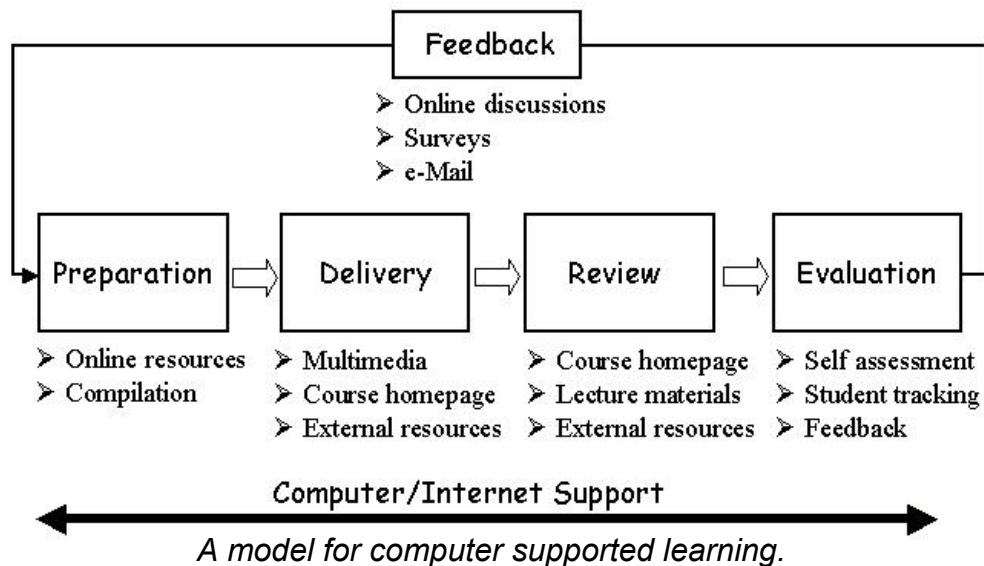 Feedback
➢ Online discussions
➢ Surveys
➢ e-Mail
Preparation
➢ Online resources
➢ Compilation
Delivery
➢ Multimedia
➢ Course homepage
➢ External resources
Review
➢ Course homepage
➢ Lecture materials
➢ External resources
Evaluation
➢ Self assessment
➢ Student tracking
➢ Feedback
Computer/Internet Support
A model for computer supported learning.